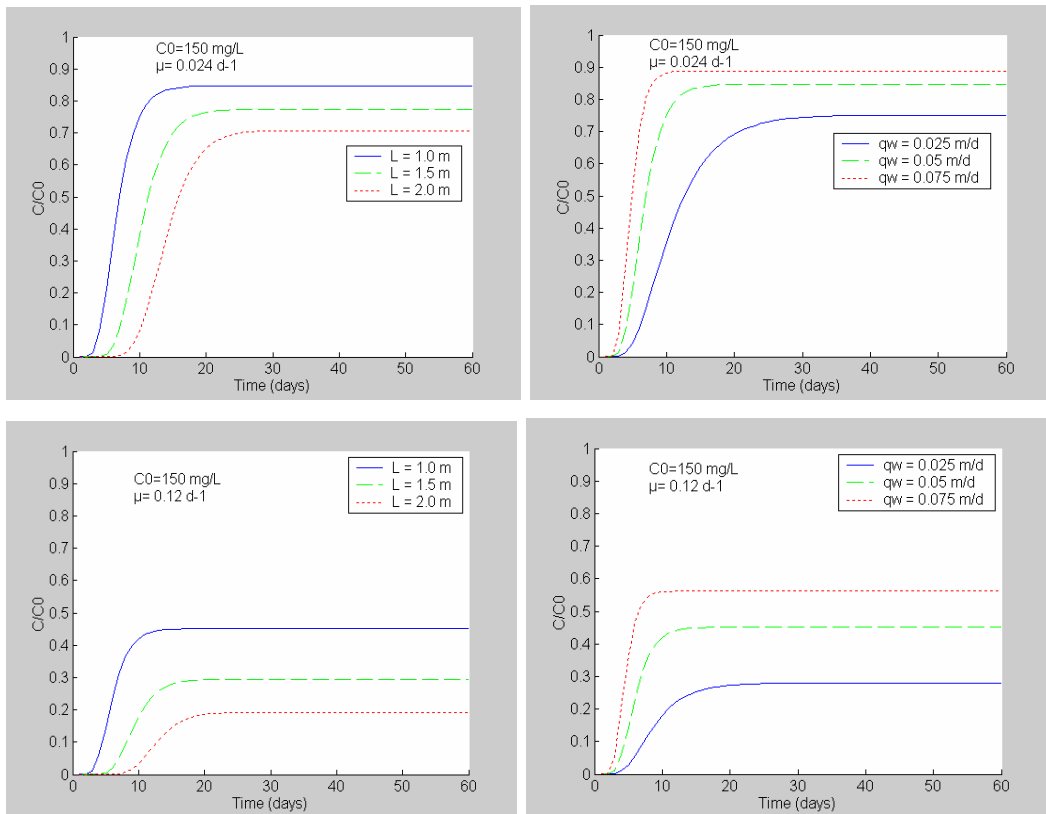 C0=150 mg/L
µ= 0.024 d-1
L = 1.0 m
L = 1.5 m
L = 2.0 m
C/C0
1
0.9
0.8
0.7
0.6
0.5
0.4
0.3
0.2
0.1
0
0 10 20 30 40 50 60
Time (days)
C0=150 mg/L
µ= 0.024 d-1
qw = 0.025 m/d
qw = 0.05 m/d
qw = 0.075 m/d
C/C0
1
0.9
0.8
0.7
0.6
0.5
0.4
0.3
0.2
0.1
0
0 10 20 30 40 50 60
Time (days)
C0=150 mg/L
µ= 0.12 d-1
L = 1.0 m
L = 1.5 m
L = 2.0 m
C/C0
1
0.9
0.8
0.7
0.6
0.5
0.4
0.3
0.2
0.1
0
0 10 20 30 40 50 60
Time (days)
C0=150 mg/L
µ= 0.12 d-1
qw = 0.025 m/d
qw = 0.05 m/d
qw = 0.075 m/d
C/C0
1
0.9
0.8
0.7
0.6
0.5
0.4
0.3
0.2
0.1
0
0 10 20 30 40 50 60
Time (days)